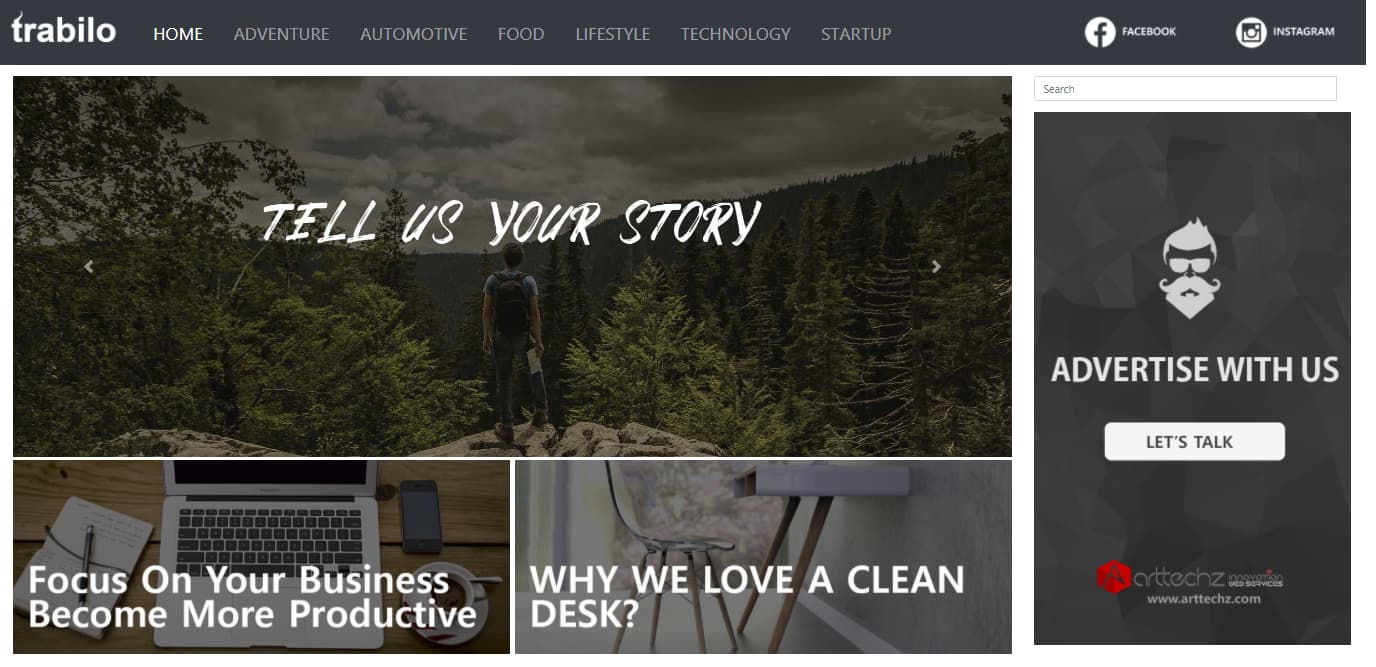 trabilo
HOME ADVENTURE AUTOMOTIVE FOOD LIFESTYLE TECHNOLOGY STARTUP
FACEBOOK
INSTAGRAM
Search
TELL US YOUR STORY
ADVERTISE WITH US
LET'S TALK
Focus On Your Business
Become More Productive
WHY WE LOVE A CLEAN
DESK?
arttechz innovation
WEB SERVICES
www.arttechz.com